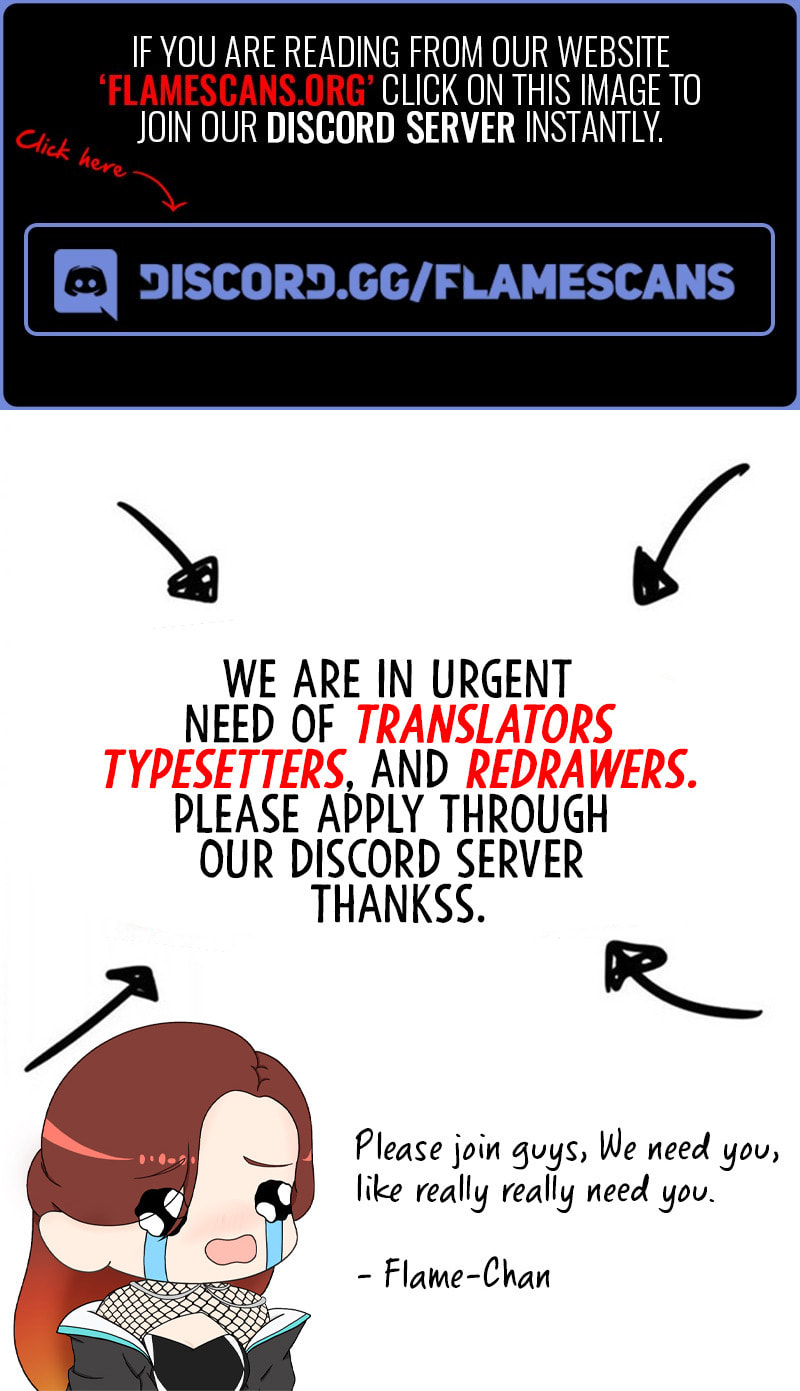 IF YOU ARE READING FROM OUR WEBSITE
‘FLAMESCANS.ORG’ CLICK ON THIS IMAGE TO
JOIN OUR DISCORD SERVER INSTANTLY.
Click here
DISCORD.GG/FLAMESCANS
WE ARE IN URGENT
NEED OF TRANSLATORS
TYPESETTERS, AND REDRAWERS.
PLEASE APPLY THROUGH
OUR DISCORD SERVER
THANKSS.
Please join guys, We need you,
like really really need you.
- Flame-Chan